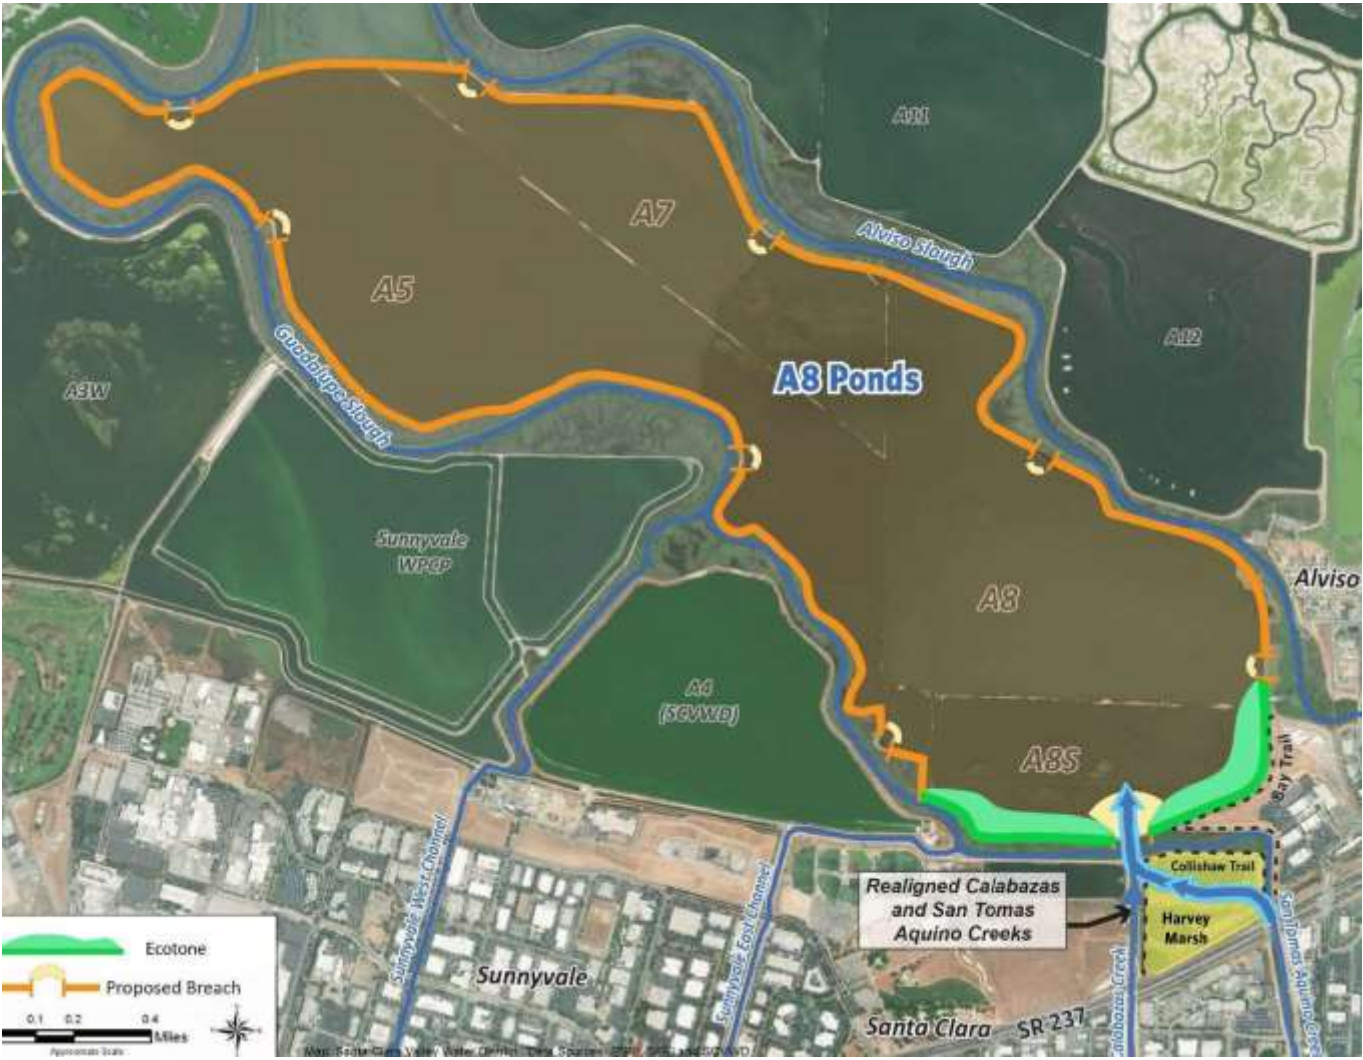 A11
A7
Alviso Slough
A5
A12
A8 Ponds
A3W
Guadalupe Slough
Sunnyvale
WPCP
Alviso
A8
A4
(SCVWD)
A8S
Bay Trail
Collishaw Trail
Realigned Calabazas
and San Tomas
Aquino Creeks
Harvey
Marsh
Sunnyvale West Channel
Sunnyvale East Channel
Calabazas Creek
San Tomas Aquino Cree
Ecotone
Proposed Breach
Sunnyvale
Santa Clara
SR 237
0.1 0.2 0.4
Miles
Approximate Scale